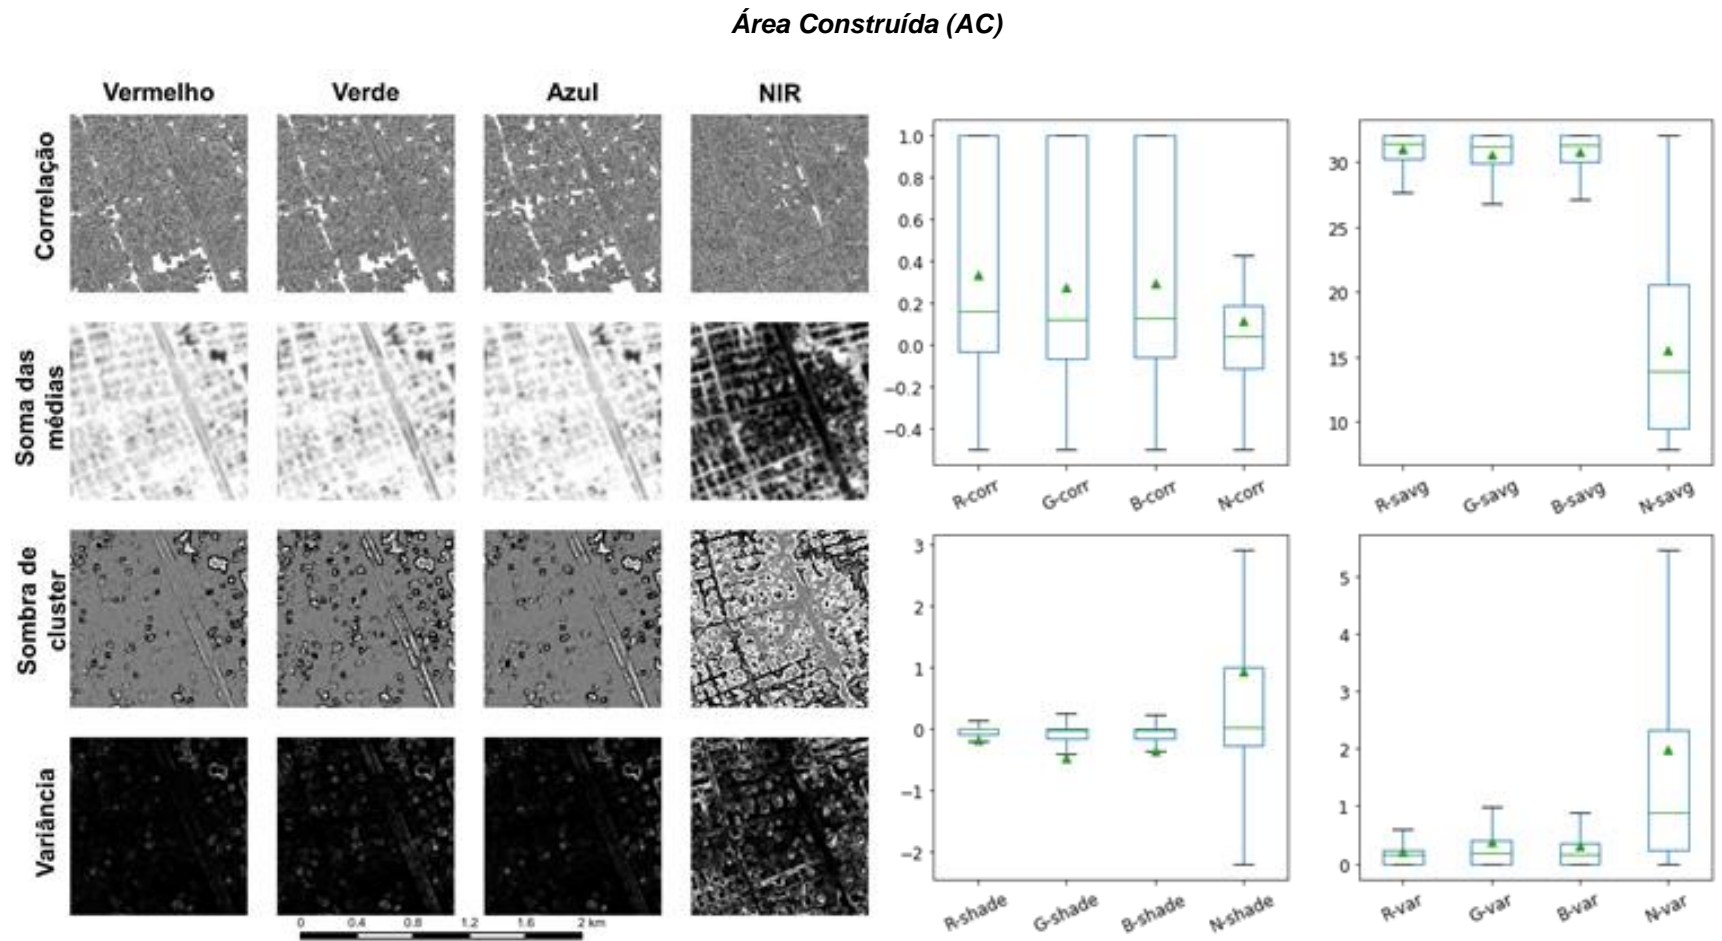 Área Construída (AC)
Vermelho
Verde
Azul
NIR
Correlação
Soma das
médias
Sombra de
cluster
Variância
0
0.4
0.8
1.2
1.6
2 km
1.0
0.8
0.6
0.4
0.2
0.0
−0.2
−0.4
R-corr
G-corr
B-corr
N-corr
30
25
20
15
10
R-savg
G-savg
B-savg
N-savg
3
2
1
0
−1
−2
R-shade
G-shade
B-shade
N-shade
5
4
3
2
1
0
R-var
G-var
B-var
N-var